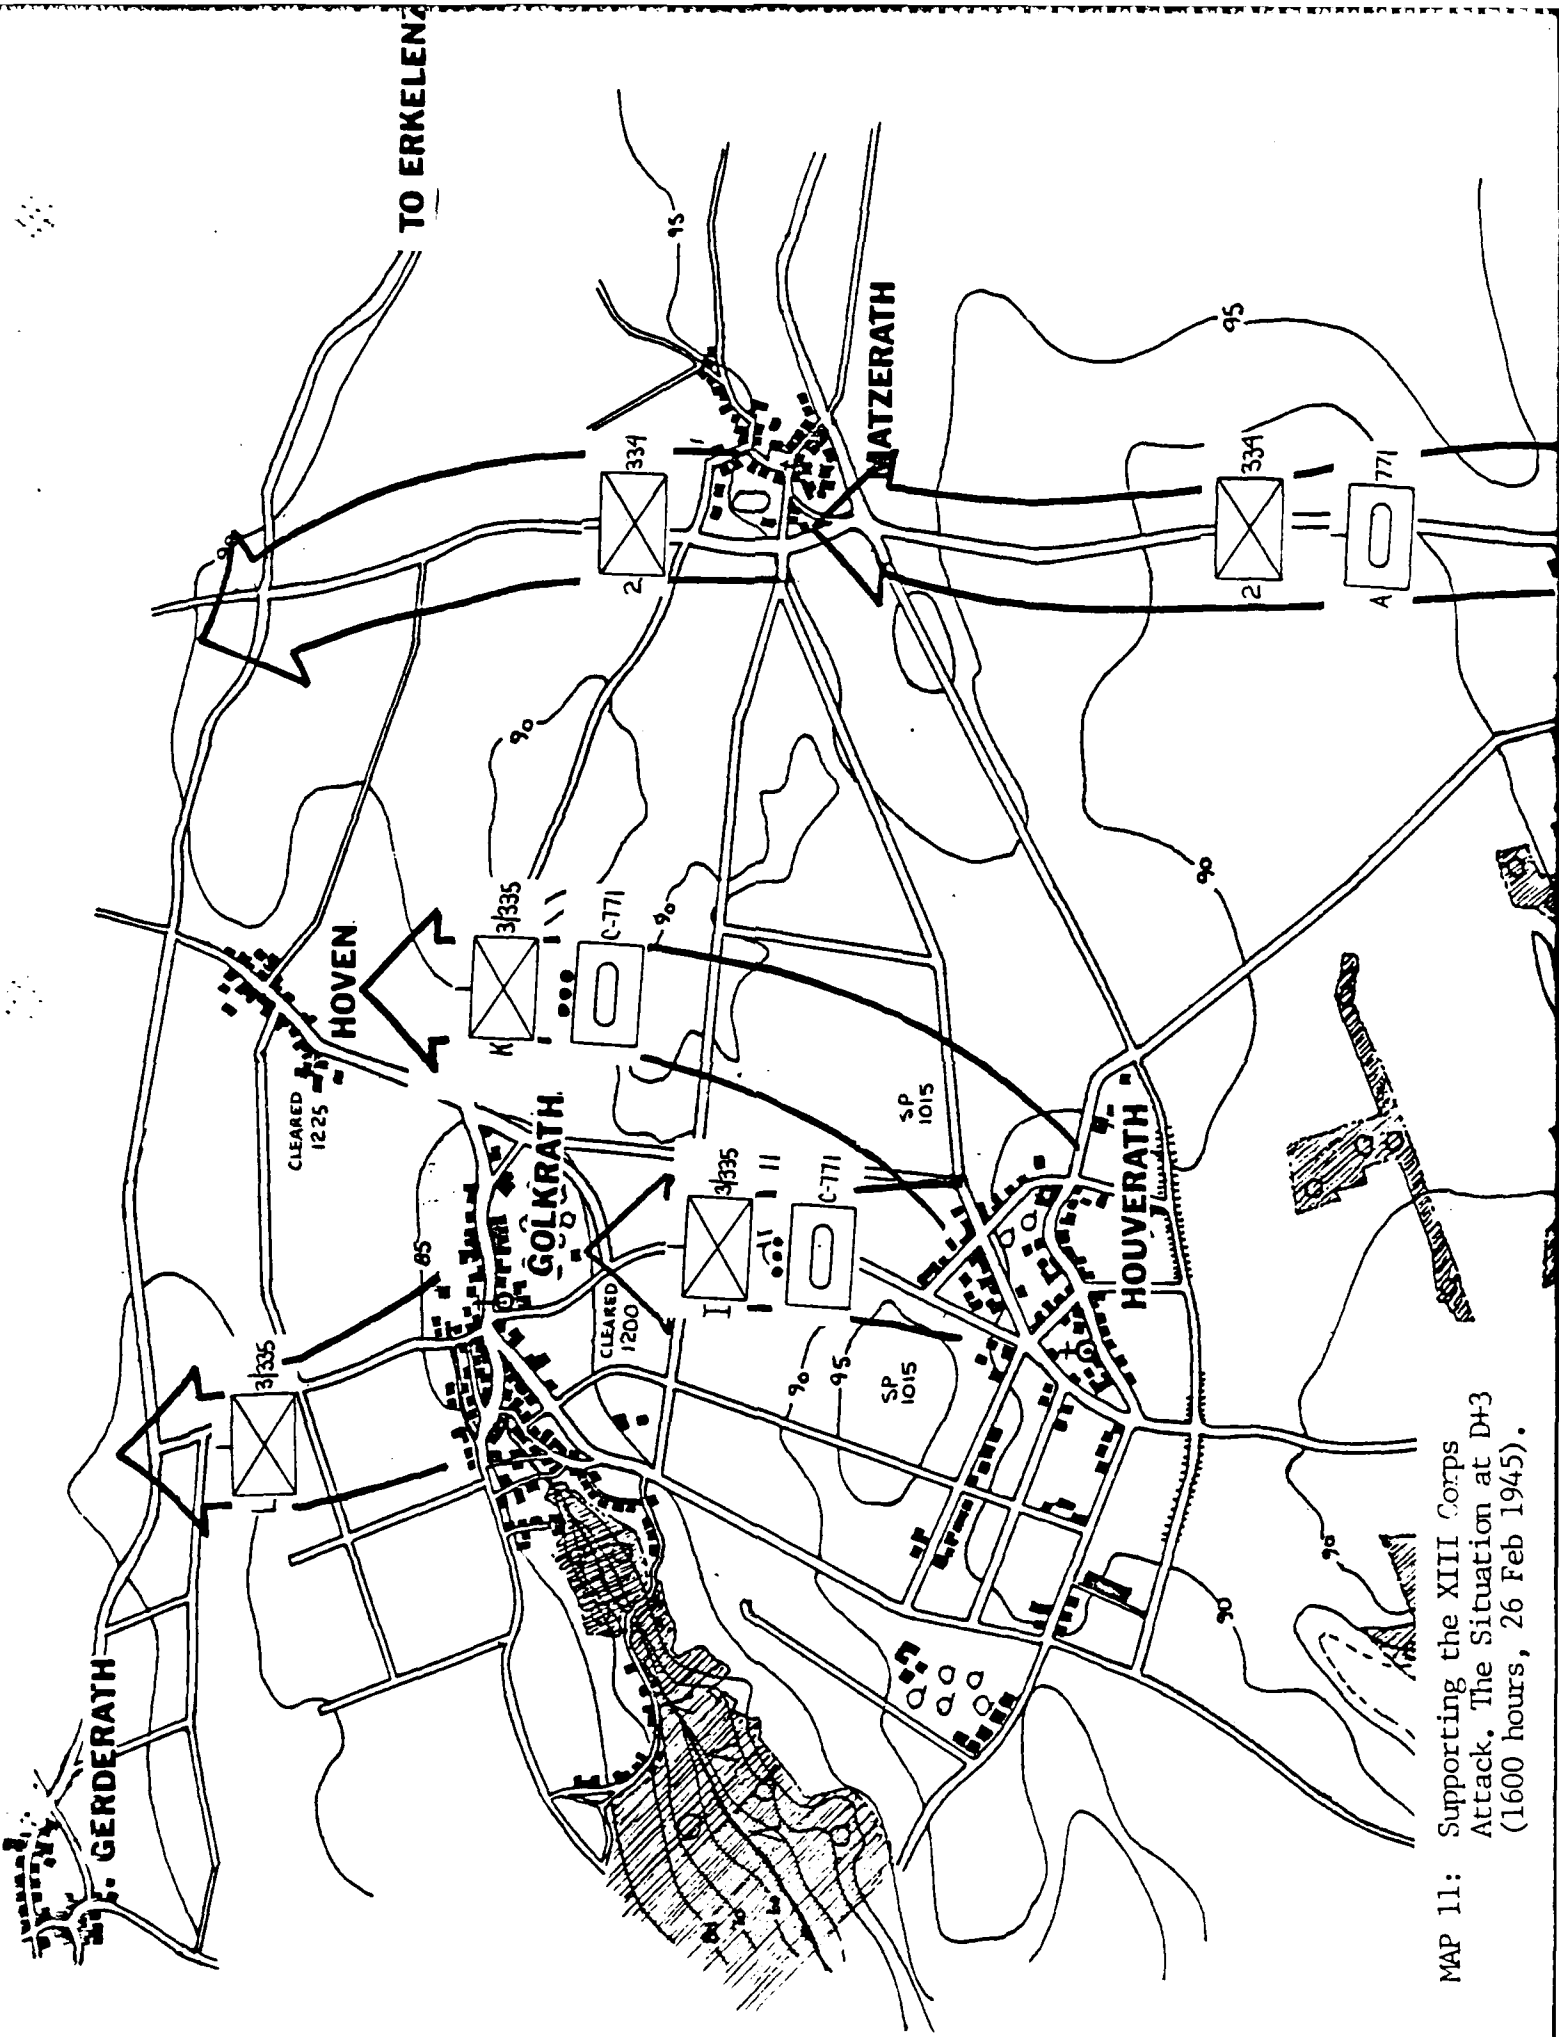 TO ERKELENZ
95
MATZERATH
334
2
90
95
334
2
771
A
90
HOVEN
CLEARED
1225
3/335
K
C-771
90
90
GOLKRATH
CLEARED
1200
85
3/335
I
C-771
SP
1015
HOUVERATH
3/335
L
90
95
SP
1015
GERDERATH
90
90
MAP 11: Supporting the XIII Corps
Attack. The Situation at D+3
(1600 hours, 26 Feb 1945).